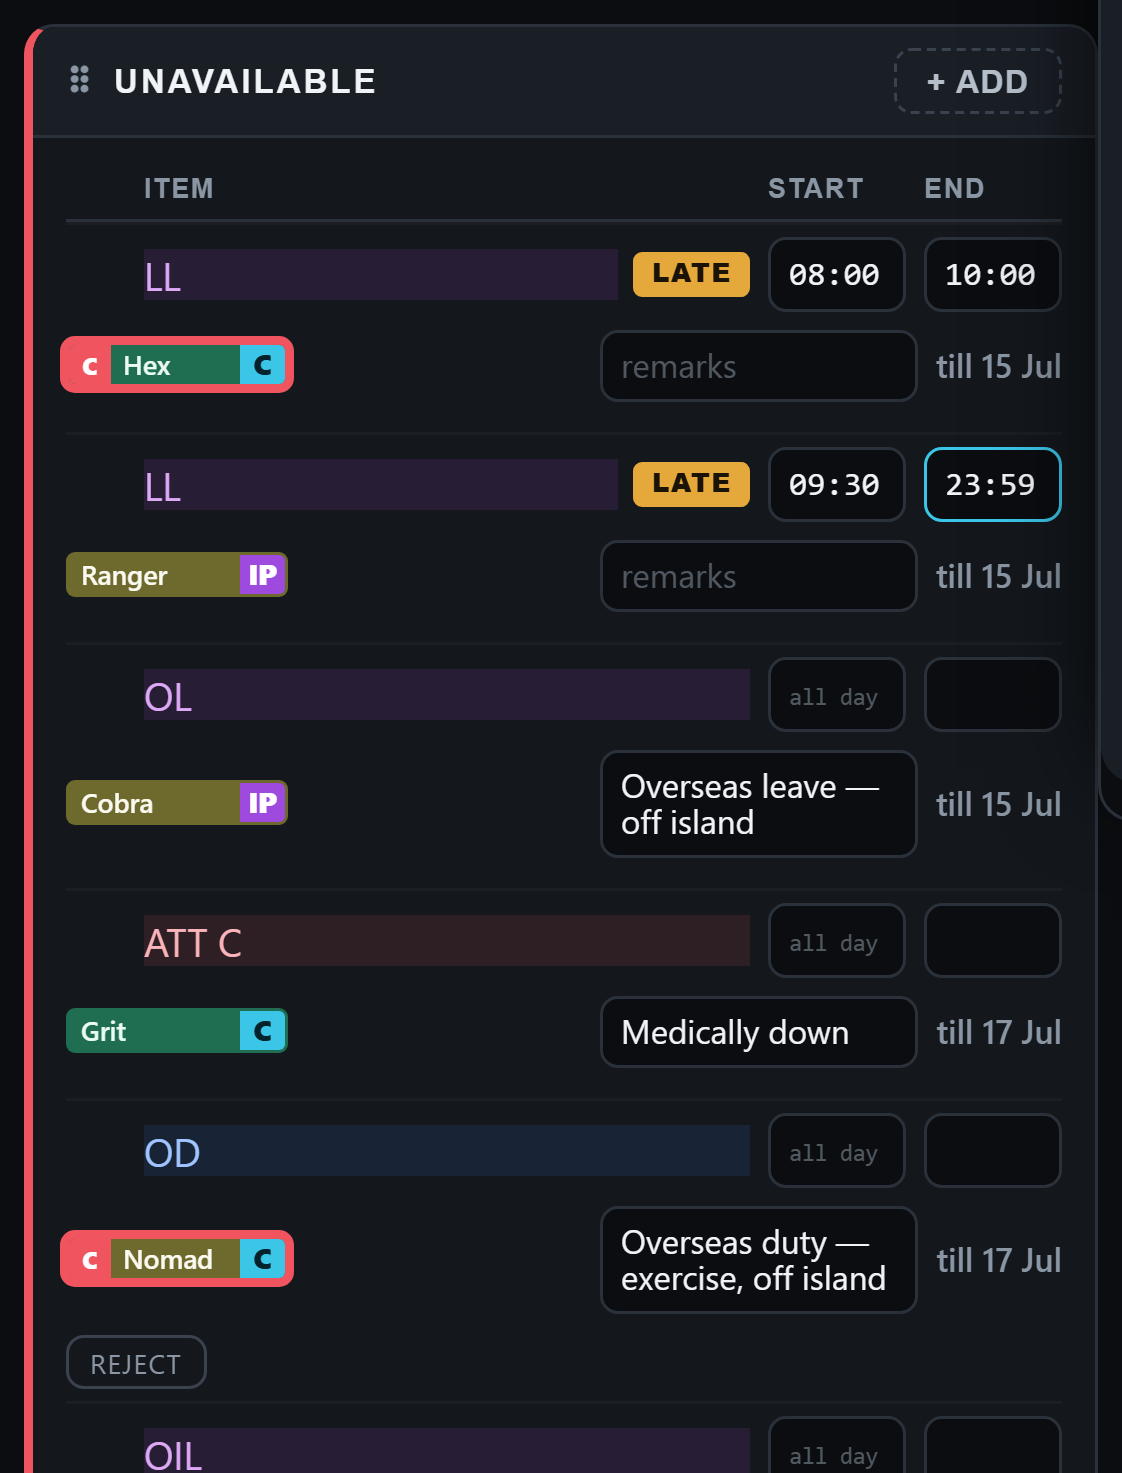 UNAVAILABLE
+ ADD
ITEM START END
LL LATE 08:00 10:00
C Hex C remarks till 15 Jul
LL LATE 09:30 23:59
Ranger IP remarks till 15 Jul
OL all day
Cobra IP Overseas leave —
off island till 15 Jul
ATT C all day
Grit C Medically down till 17 Jul
OD all day
C Nomad C Overseas duty —
exercise, off island till 17 Jul
REJECT
OIL all day